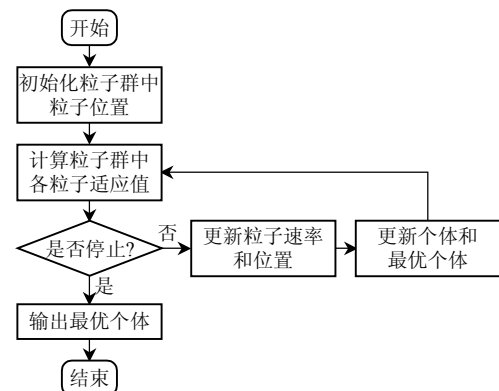 开始
初始化粒子群中
粒子位置
计算粒子群中
各粒子适应值
是否停止?
否
更新粒子速率
和位置
更新个体和
最优个体
是
输出最优个体
结束